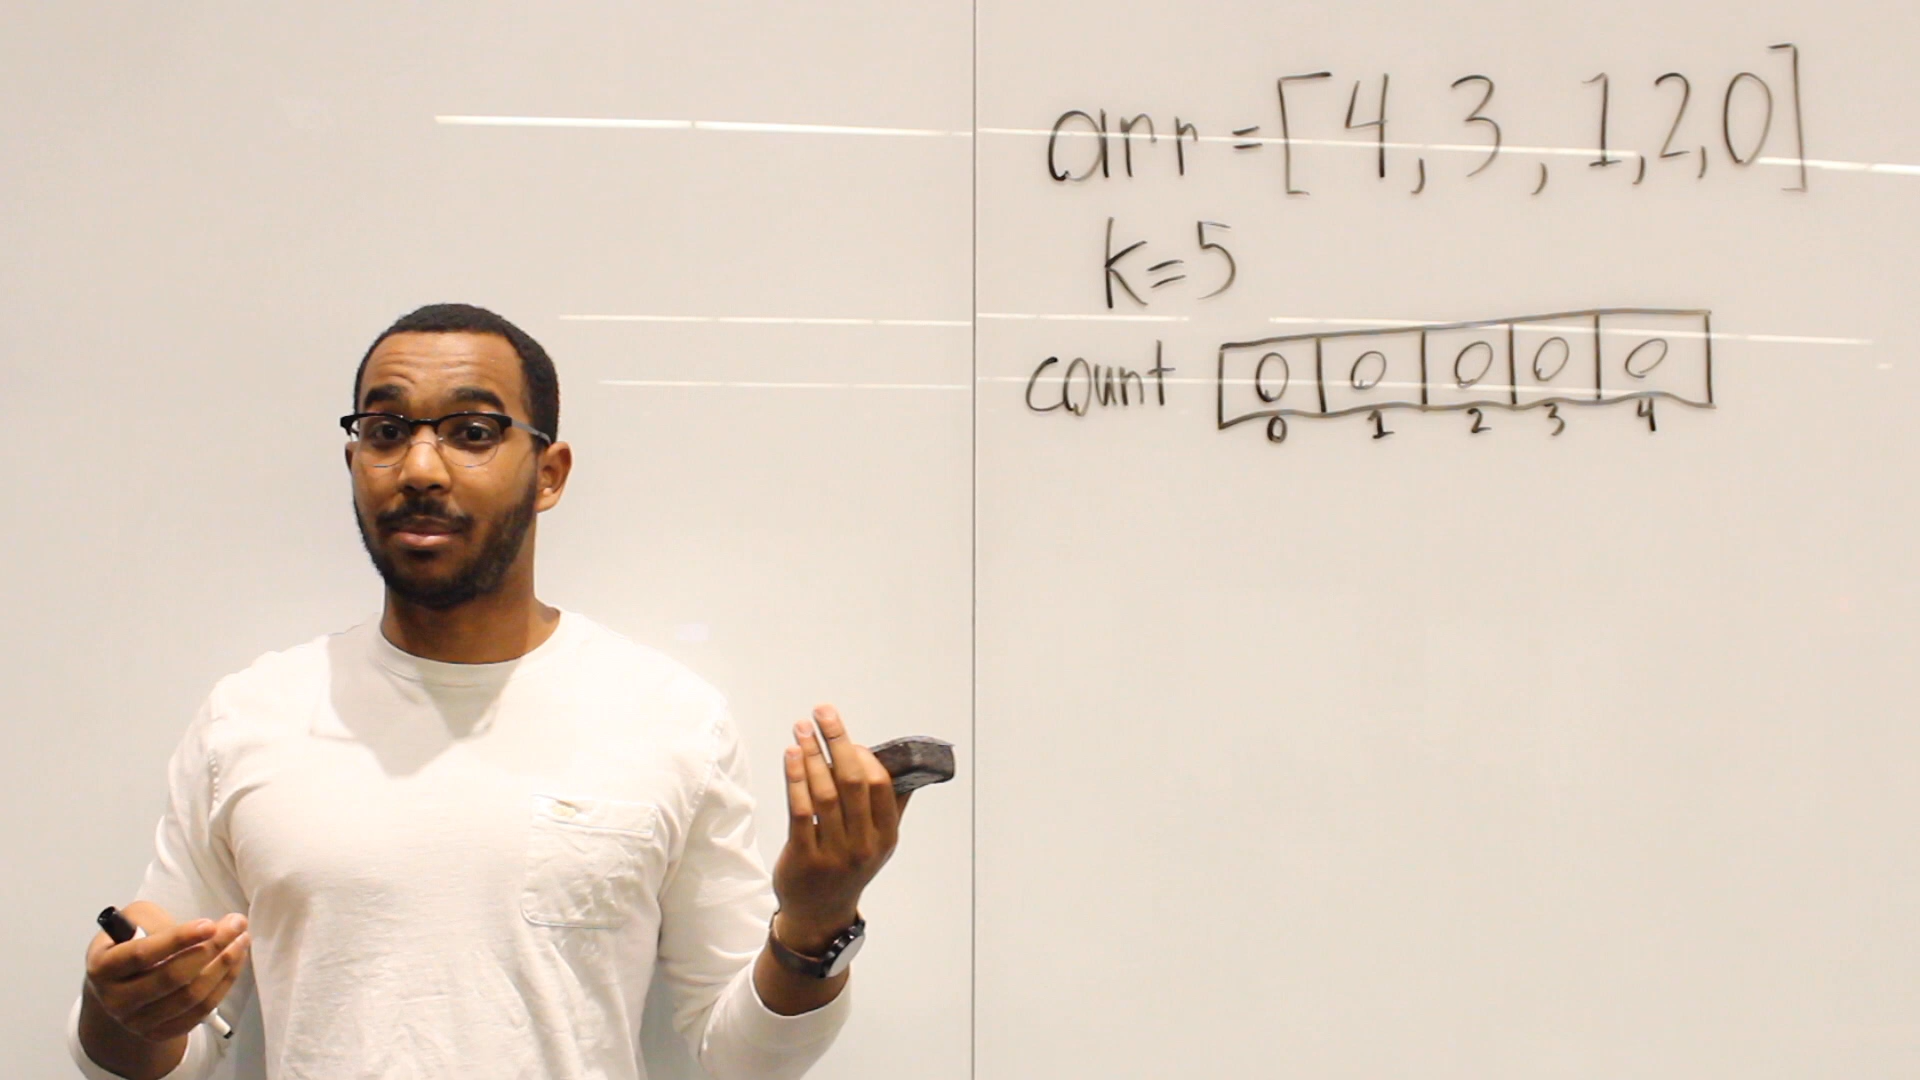 arr = [4, 3, 1, 2, 0]
k=5
count 0 0 0 0 0
0 1 2 3 4